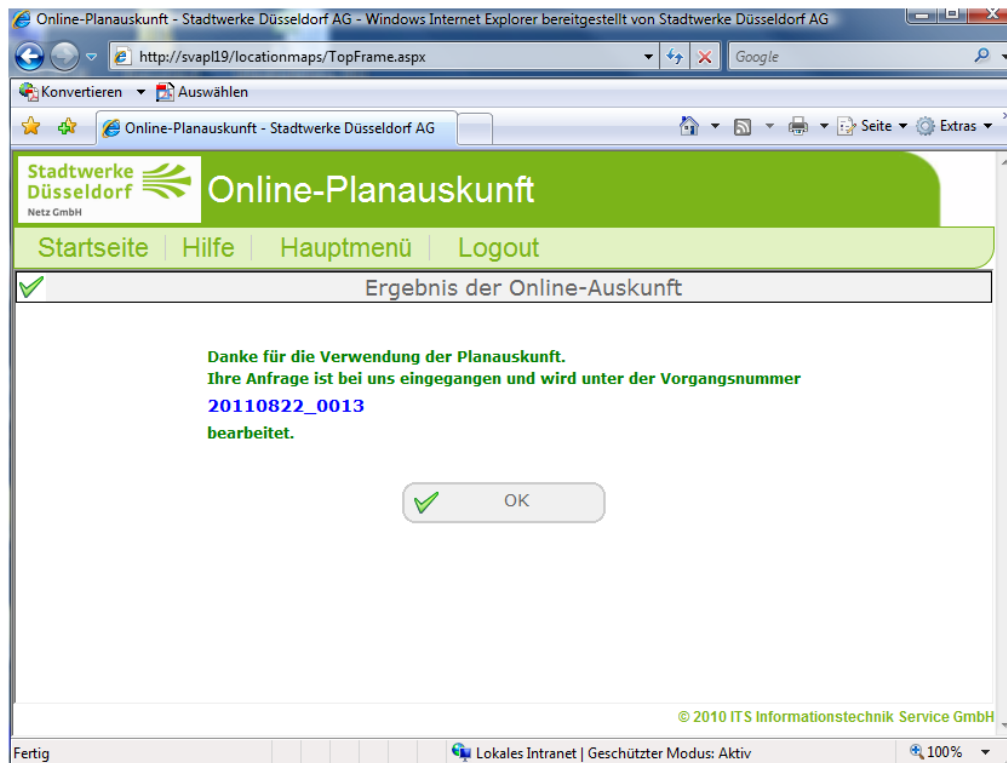 Online-Planauskunft - Stadtwerke Düsseldorf AG - Windows Internet Explorer bereitgestellt von Stadtwerke Düsseldorf AG
http://svapl19/locationmaps/TopFrame.aspx
Google
Konvertieren
Auswählen
Online-Planauskunft - Stadtwerke Düsseldorf AG
Seite
Extras
Stadtwerke
Düsseldorf
Netz GmbH
Online-Planauskunft
Startseite
Hilfe
Hauptmenü
Logout
Ergebnis der Online-Auskunft
Danke für die Verwendung der Planauskunft.
Ihre Anfrage ist bei uns eingegangen und wird unter der Vorgangsnummer
20110822_0013
bearbeitet.
OK
© 2010 ITS Informationstechnik Service GmbH
Fertig
Lokales Intranet | Geschützter Modus: Aktiv
100%